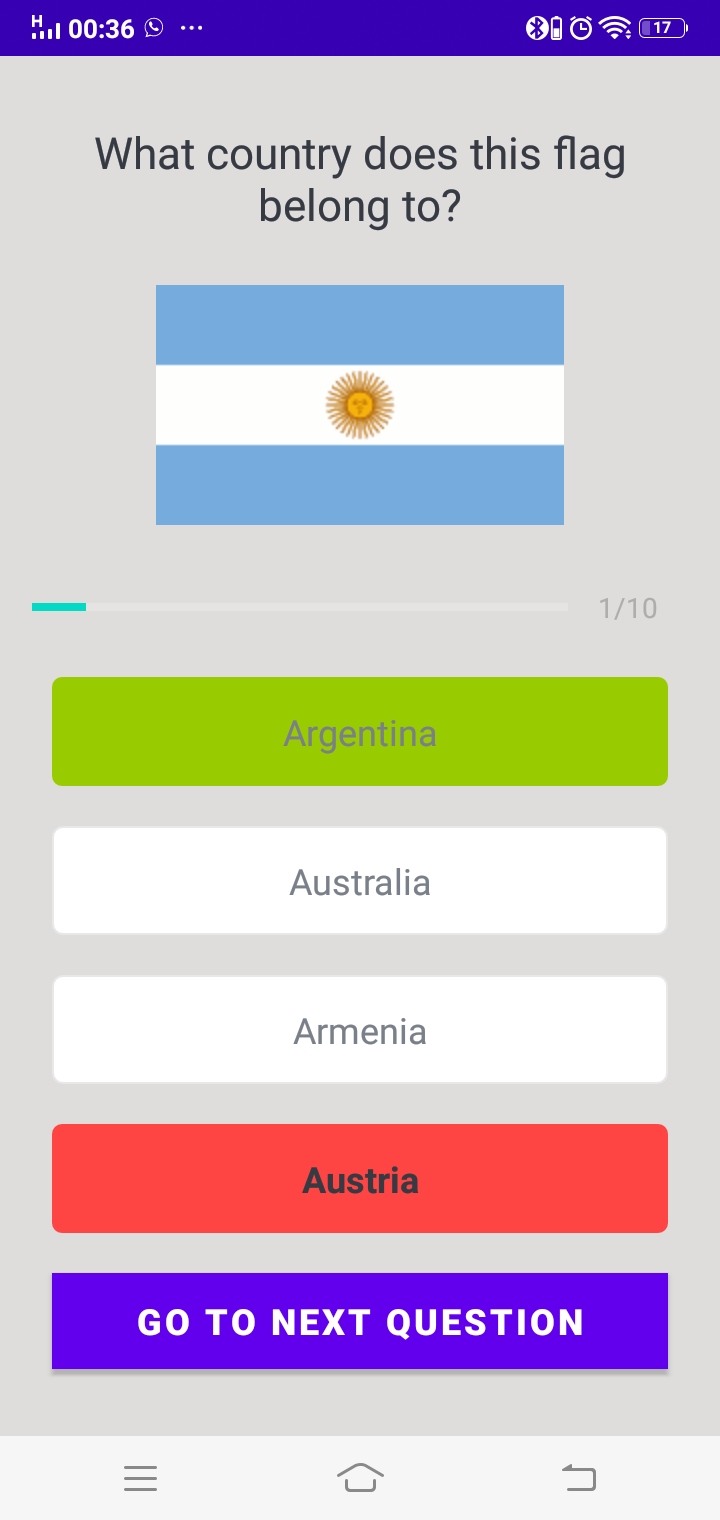 H 00:36 ... 17
What country does this flag
belong to?
1/10
Argentina
Australia
Armenia
Austria
GO TO NEXT QUESTION